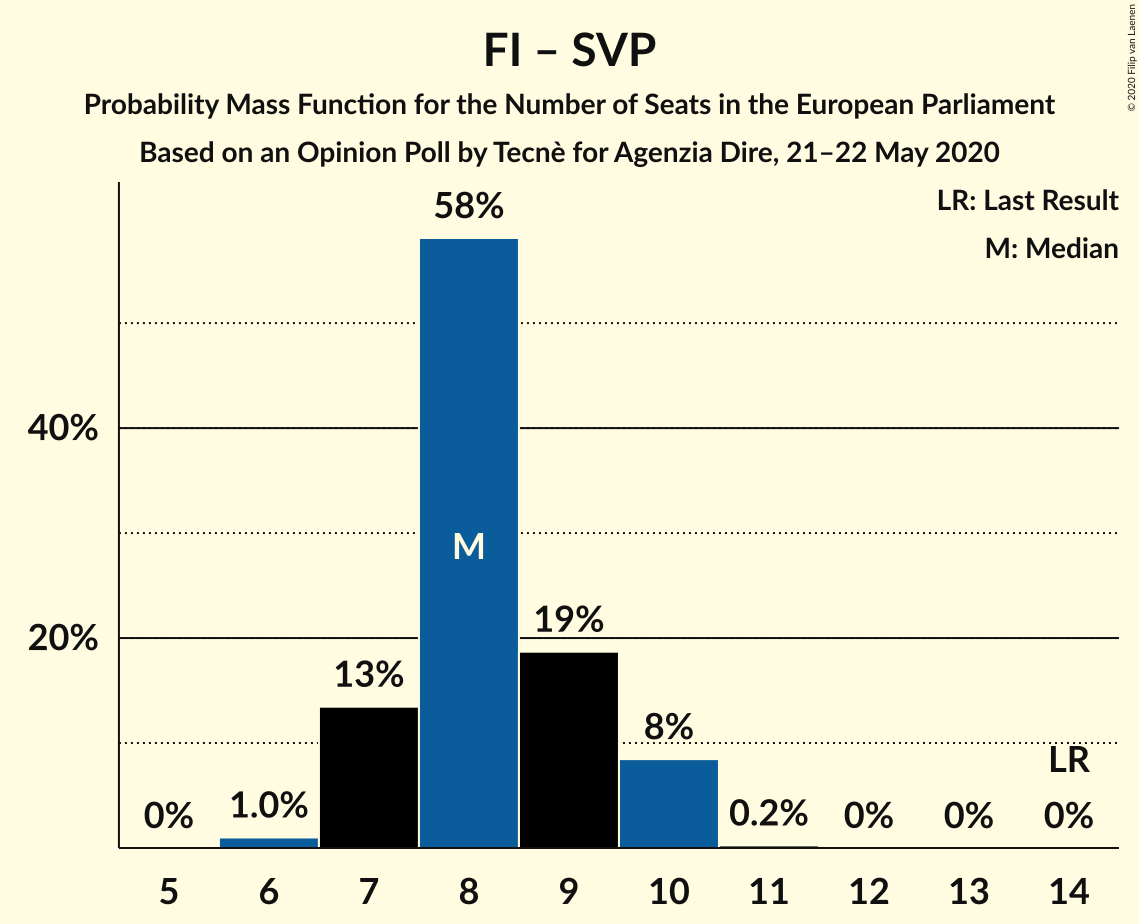 FI – SVP
Probability Mass Function for the Number of Seats in the European Parliament
Based on an Opinion Poll by Tecnè for Agenzia Dire, 21–22 May 2020
© 2020 Filip van Laenen
LR: Last Result
M: Median
58%
40%
M
20%
19%
13%
8%
LR
0%
1.0%
0.2%
0%
0%
0%
5 6 7 8 9 10 11 12 13 14